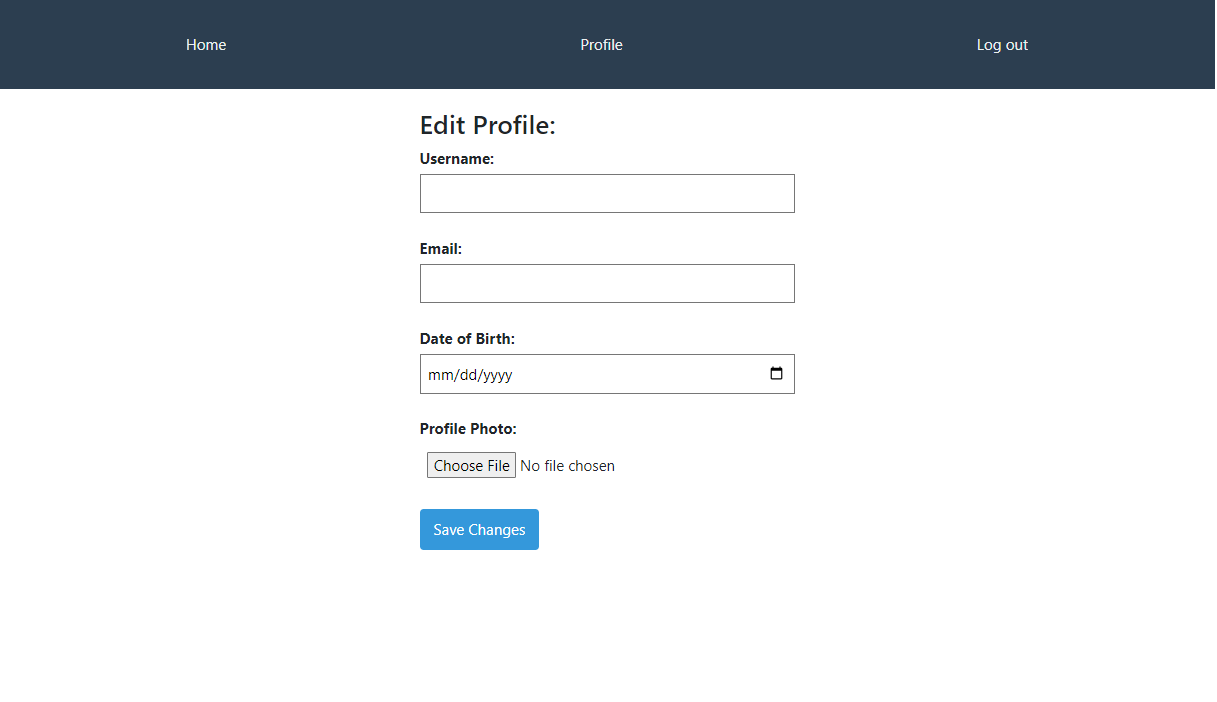 Home Profile Log out
Edit Profile:
Username:
Email:
Date of Birth:
mm/dd/yyyy
Profile Photo:
Choose File No file chosen
Save Changes